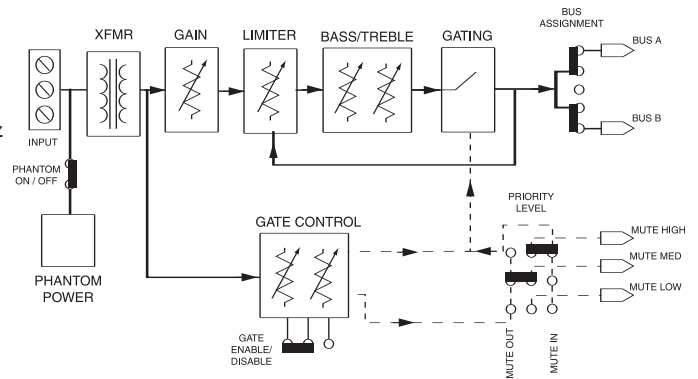 BUS
ASSIGNMENT
XFMR
GAIN
LIMITER
BASS/TREBLE
GATING
BUS A
BUS B
INPUT
PHANTOM
ON / OFF
PHANTOM
POWER
GATE CONTROL
GATE
ENABLE/
DISABLE
PRIORITY
LEVEL
MUTE HIGH
MUTE MED
MUTE LOW
MUTE OUT
MUTE IN